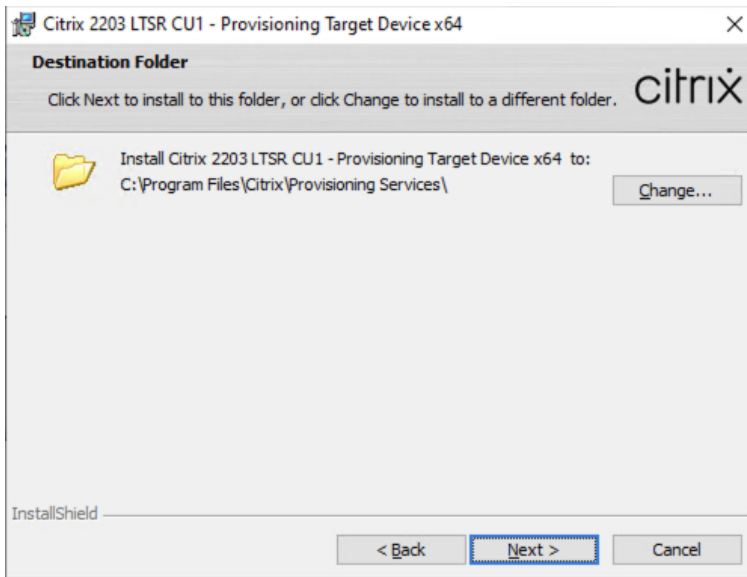 Citrix 2203 LTSR CU1 - Provisioning Target Device x64
Destination Folder
Click Next to install to this folder, or click Change to install to a different folder.
citrix
Install Citrix 2203 LTSR CU1 - Provisioning Target Device x64 to:
C:\Program Files\Citrix\Provisioning Services\
Change...
InstallShield
< Back
Next >
Cancel